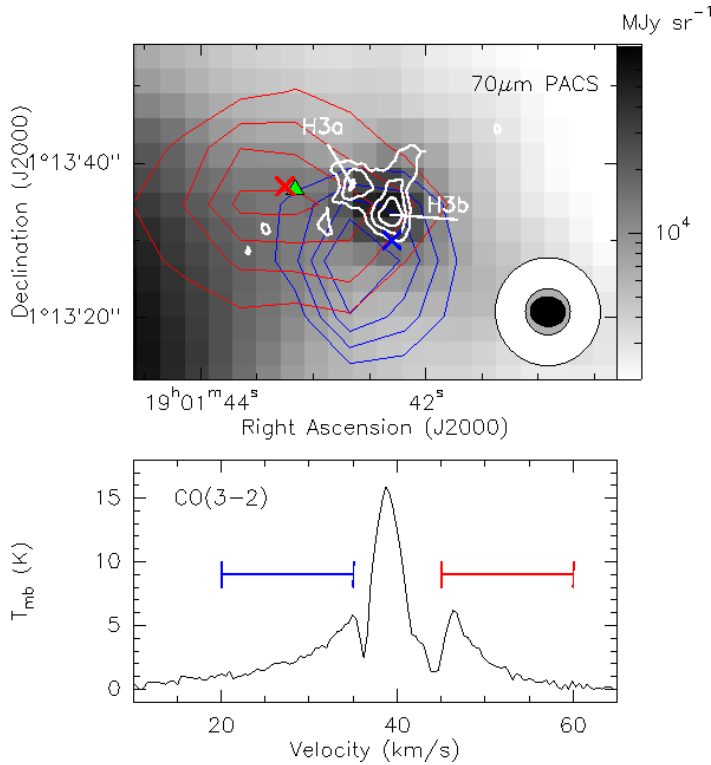 MJy sr⁻¹
70μm PACS
H3a
H3b
Declination (J2000)
1°13'40''
1°13'20''
10⁴
19ʰ01ᵐ44ˢ
42ˢ
Right Ascension (J2000)
CO(3−2)
T_mb (K)
15
10
5
0
20
40
60
Velocity (km/s)